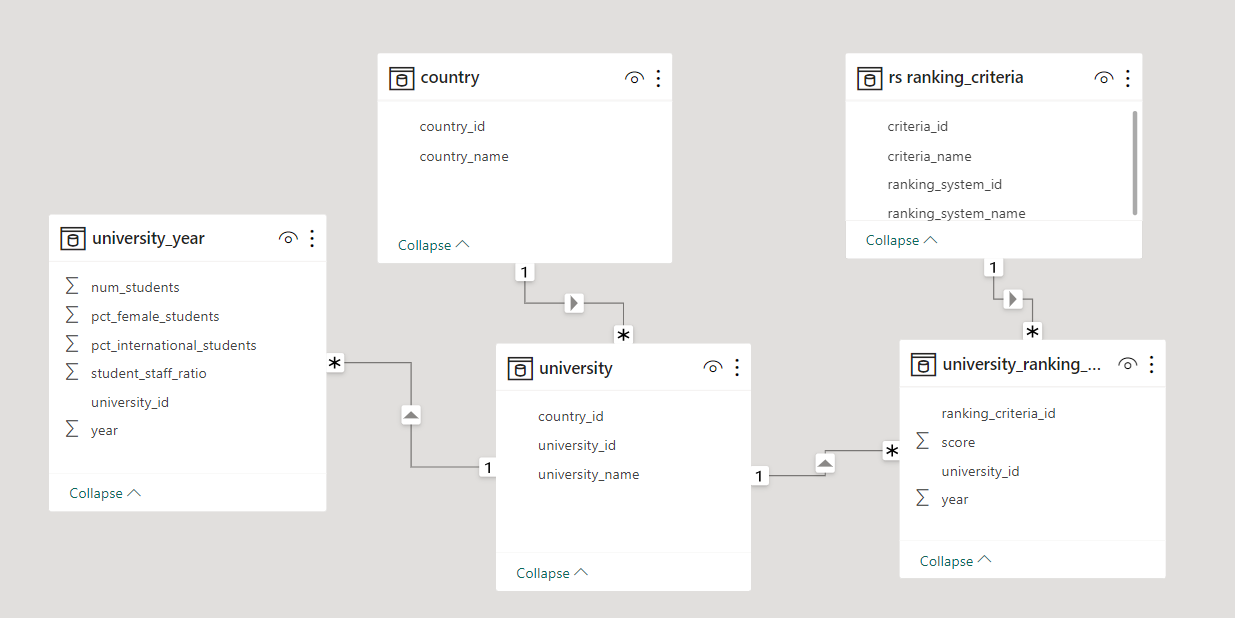 country
country_id
country_name
Collapse
rs ranking_criteria
criteria_id
criteria_name
ranking_system_id
ranking_system_name
Collapse
university_year
Σ num_students
Σ pct_female_students
Σ pct_international_students
Σ student_staff_ratio
university_id
Σ year
Collapse
1
*
1
*
*
1
university
country_id
university_id
university_name
Collapse
1
*
university_ranking_...
ranking_criteria_id
Σ score
university_id
Σ year
Collapse